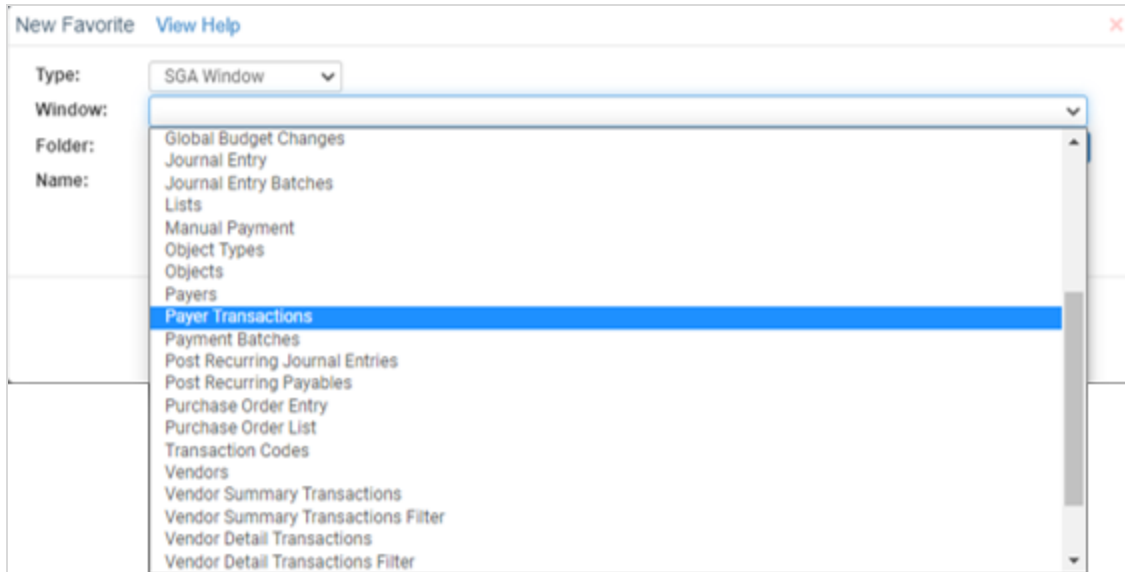 New Favorite View Help
Type: SGA Window
Window:
Folder:
Name:
Global Budget Changes
Journal Entry
Journal Entry Batches
Lists
Manual Payment
Object Types
Objects
Payers
Payer Transactions
Payment Batches
Post Recurring Journal Entries
Post Recurring Payables
Purchase Order Entry
Purchase Order List
Transaction Codes
Vendors
Vendor Summary Transactions
Vendor Summary Transactions Filter
Vendor Detail Transactions
Vendor Detail Transactions Filter